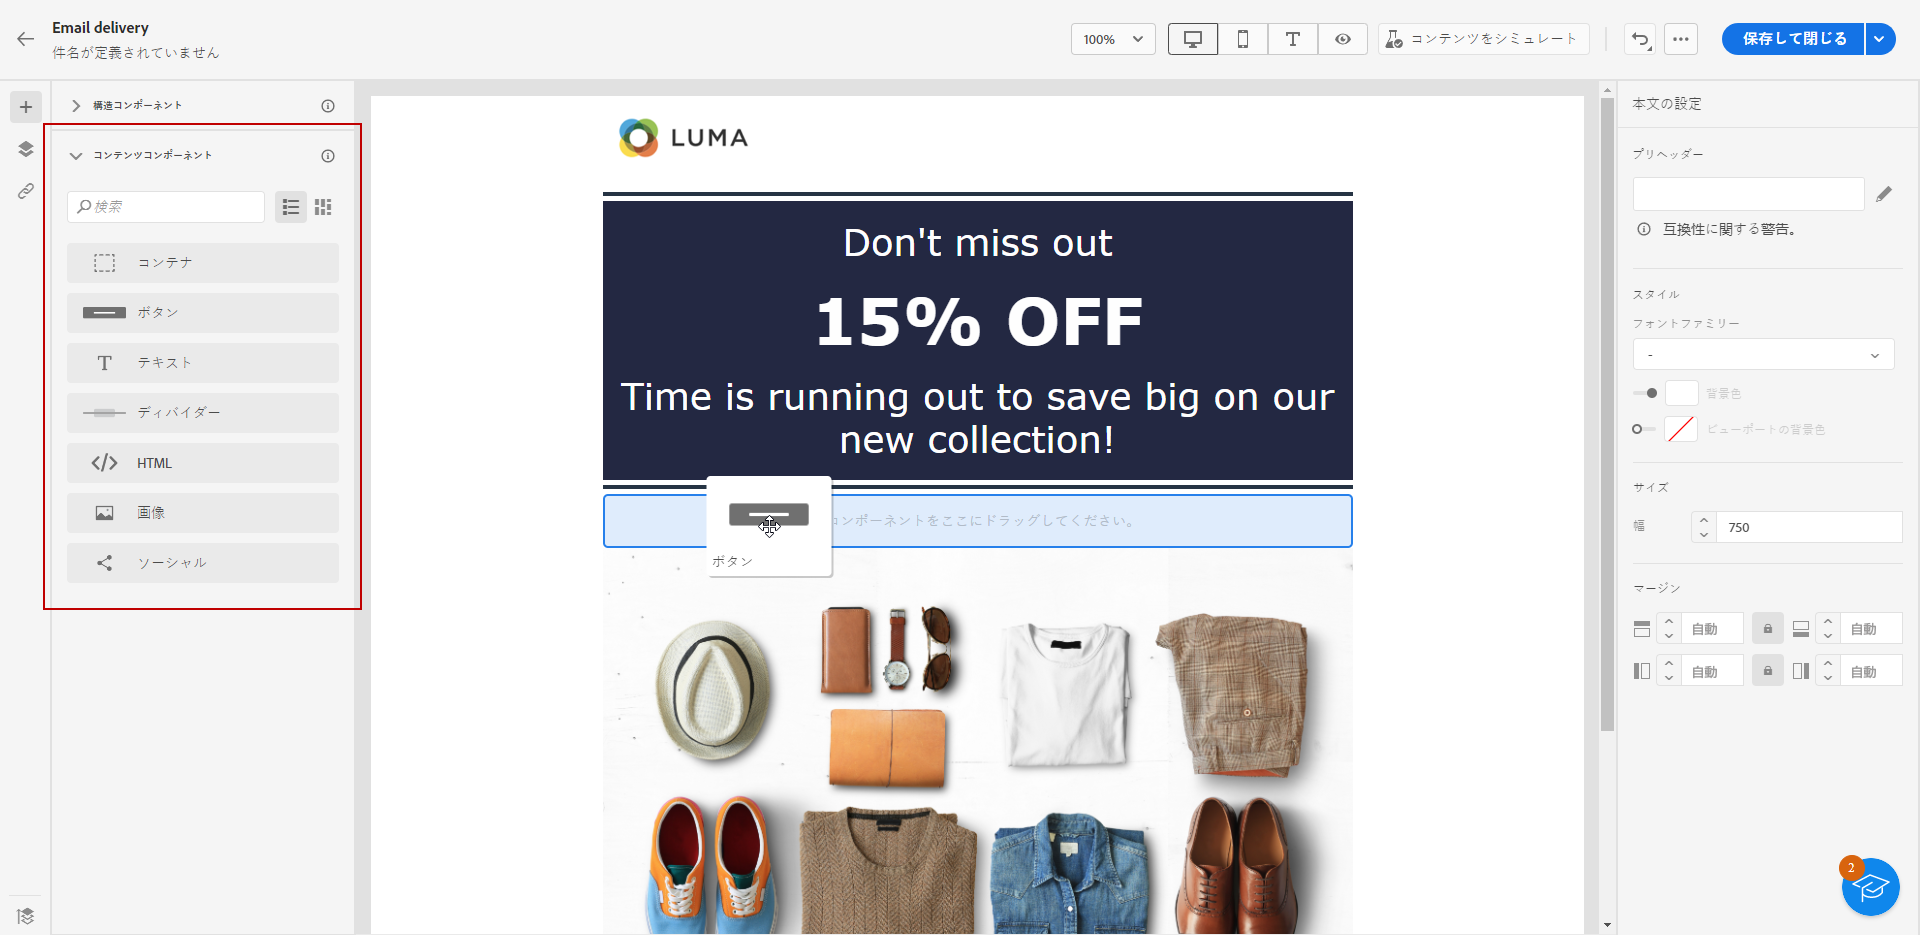 Email delivery
件名が定義されていません
100%
コンテンツをシミュレート
保存して閉じる
構造コンポーネント
コンテンツコンポーネント
検索
コンテナ
ボタン
テキスト
ディバイダー
HTML
画像
ソーシャル
LUMA
Don't miss out
15% OFF
Time is running out to save big on our
new collection!
コンポーネントをここにドラッグしてください。
ボタン
本文の設定
プリヘッダー
互換性に関する警告。
スタイル
フォントファミリー
-
背景色
ビューポートの背景色
サイズ
幅
750
マージン
自動
自動
自動
自動
2